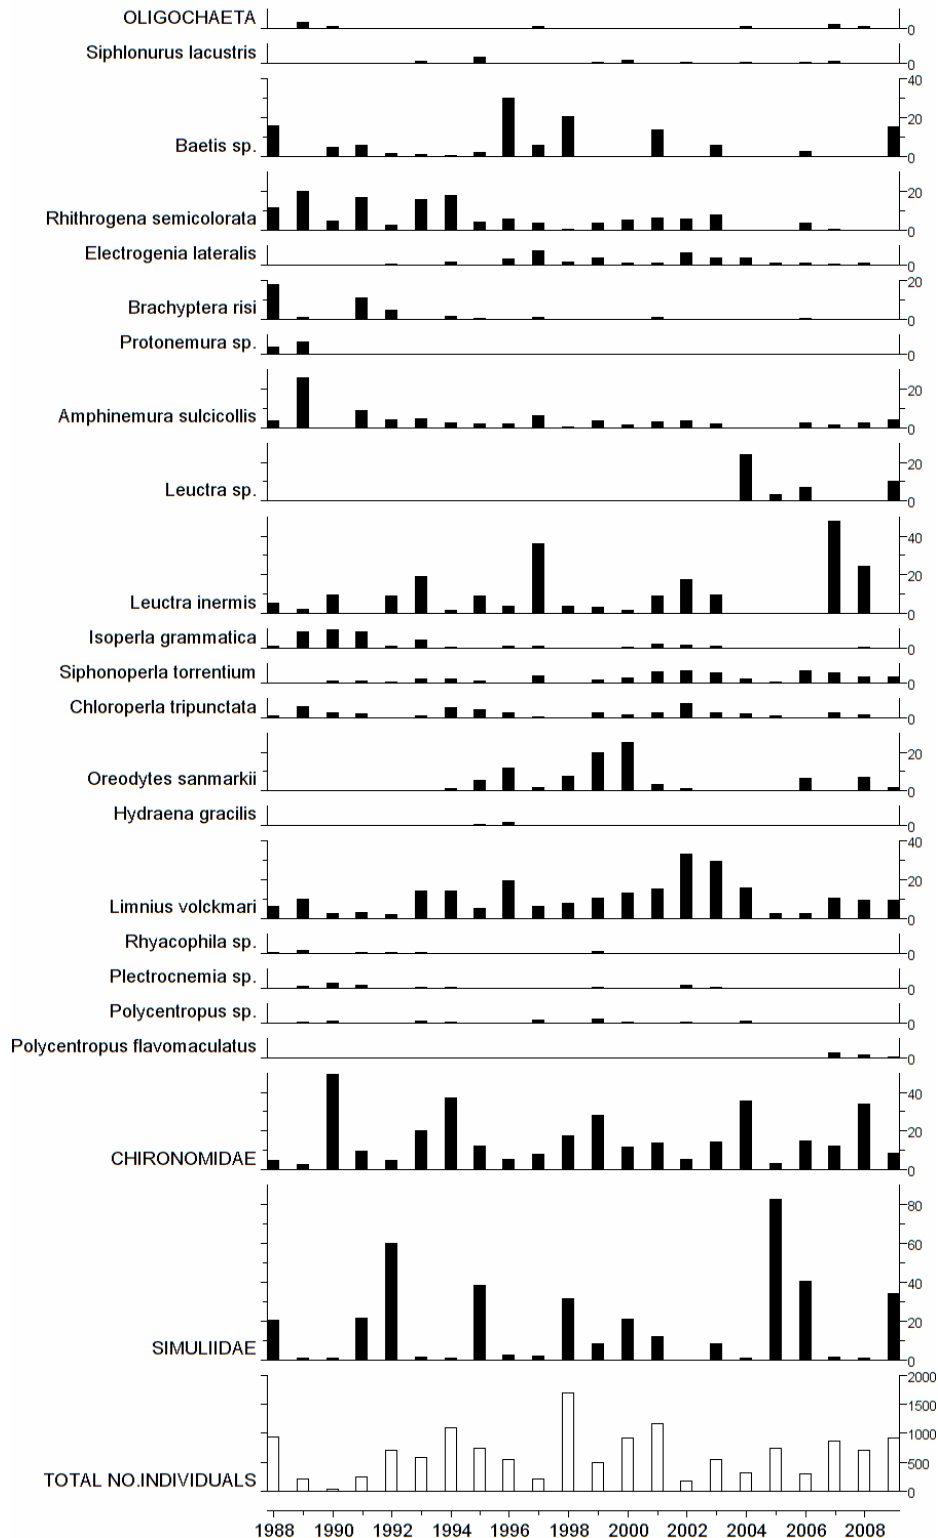 OLIGOCHAETA
0
Siphlonurus lacustris
0
40
20
Baetis sp.
0
20
Rhithrogena semicolorata
0
Electrogenia lateralis
0
20
Brachyptera risi
0
Protonemura sp.
0
20
Amphinemura sulcicollis
0
20
Leuctra sp.
0
40
20
Leuctra inermis
0
Isoperla grammatica
0
Siphonoperla torrentium
0
Chloroperla tripunctata
0
20
Oreodytes sanmarkii
0
Hydraena gracilis
0
40
20
Limnius volckmari
0
Rhyacophila sp.
0
Plectrocnemia sp.
0
Polycentropus sp.
0
Polycentropus flavomaculatus
0
40
20
CHIRONOMIDAE
0
80
60
40
20
SIMULIIDAE
0
2000
1500
1000
500
TOTAL NO.INDIVIDUALS
0
1988 1990 1992 1994 1996 1998 2000 2002 2004 2006 2008